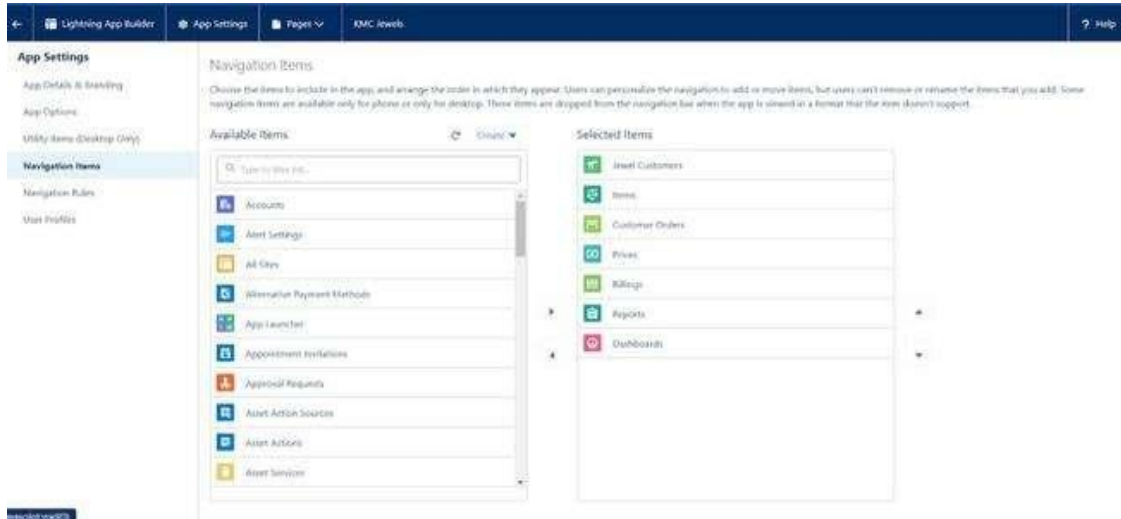 Lightning App Builder
App Settings
Pages
KMC Jewels
? Help
App Settings
App Details & Branding
App Options
Utility Items (Desktop Only)
Navigation Items
Navigation Rules
User Profiles
Navigation Items
Choose the items to include in the app, and arrange the order in which they appear. Users can personalize the navigation to add or move items, but users can't remove or rename the items that you add. Some
navigation items are available only for phone or only for desktop. These items are dropped from the navigation bar when the app is viewed in a format that the item doesn't support.
Available Items
Create
Type to filter list...
Accounts
Alert Settings
All Sites
Alternative Payment Methods
App Launcher
Appointment Invitations
Approval Requests
Asset Action Sources
Asset Actions
Asset Services
Selected Items
Jewel Customers
Items
Customer Orders
Prices
Billings
Reports
Dashboards